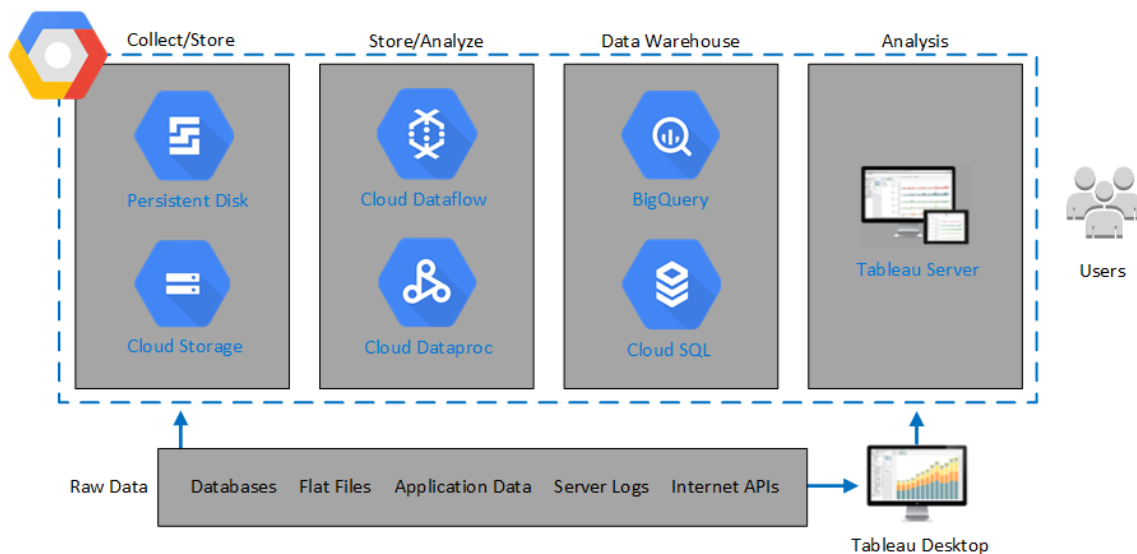 Collect/Store
Store/Analyze
Data Warehouse
Analysis
Persistent Disk
Cloud Dataflow
BigQuery
Cloud Storage
Cloud Dataproc
Cloud SQL
Tableau Server
Users
Raw Data
Databases
Flat Files
Application Data
Server Logs
Internet APIs
Tableau Desktop